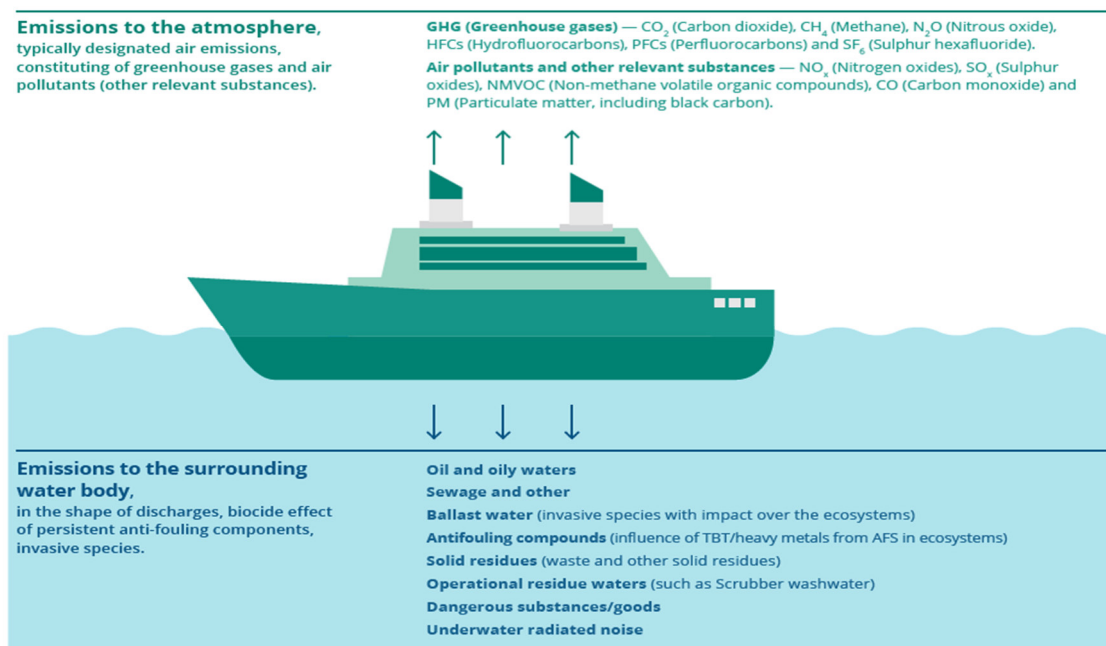 Emissions to the atmosphere,
typically designated air emissions,
constituting of greenhouse gases and air
pollutants (other relevant substances).
GHG (Greenhouse gases) — CO₂ (Carbon dioxide), CH₄ (Methane), N₂O (Nitrous oxide),
HFCs (Hydrofluorocarbons), PFCs (Perfluorocarbons) and SF₆ (Sulphur hexafluoride).
Air pollutants and other relevant substances — NOₓ (Nitrogen oxides), SOₓ (Sulphur
oxides), NMVOC (Non-methane volatile organic compounds), CO (Carbon monoxide) and
PM (Particulate matter, including black carbon).
Emissions to the surrounding
water body,
in the shape of discharges, biocide effect
of persistent anti-fouling components,
invasive species.
Oil and oily waters
Sewage and other
Ballast water (invasive species with impact over the ecosystems)
Antifouling compounds (influence of TBT/heavy metals from AFS in ecosystems)
Solid residues (waste and other solid residues)
Operational residue waters (such as Scrubber washwater)
Dangerous substances/goods
Underwater radiated noise